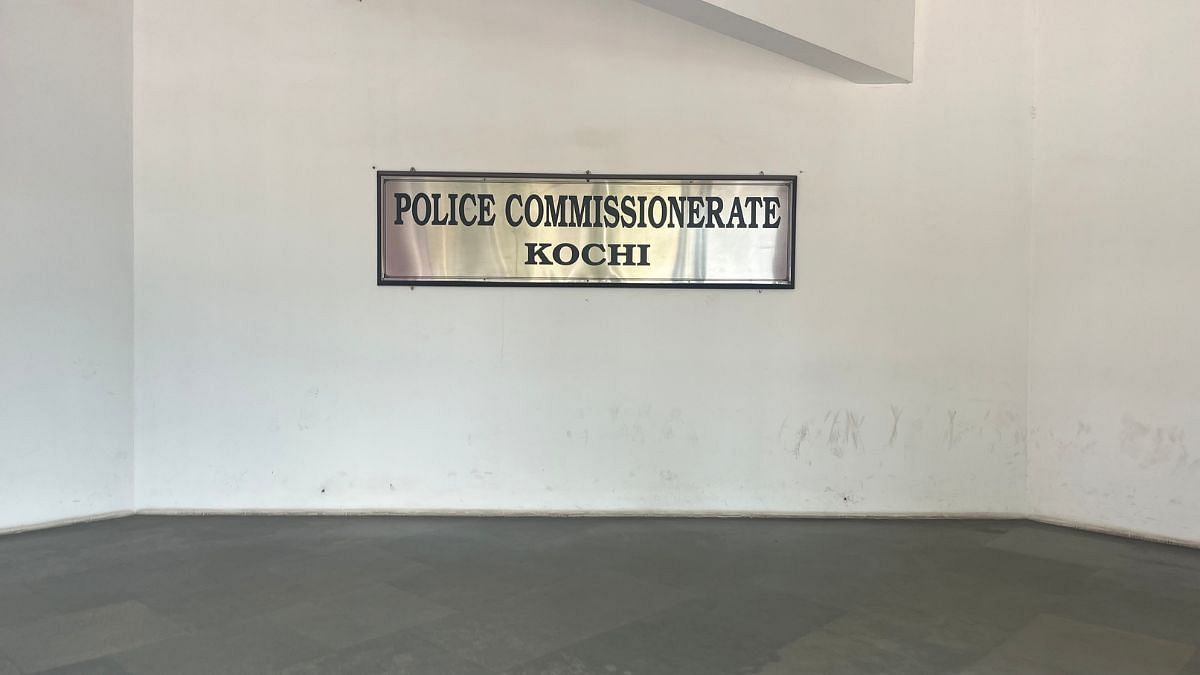 POLICE COMMISSIONERATE
KOCHI